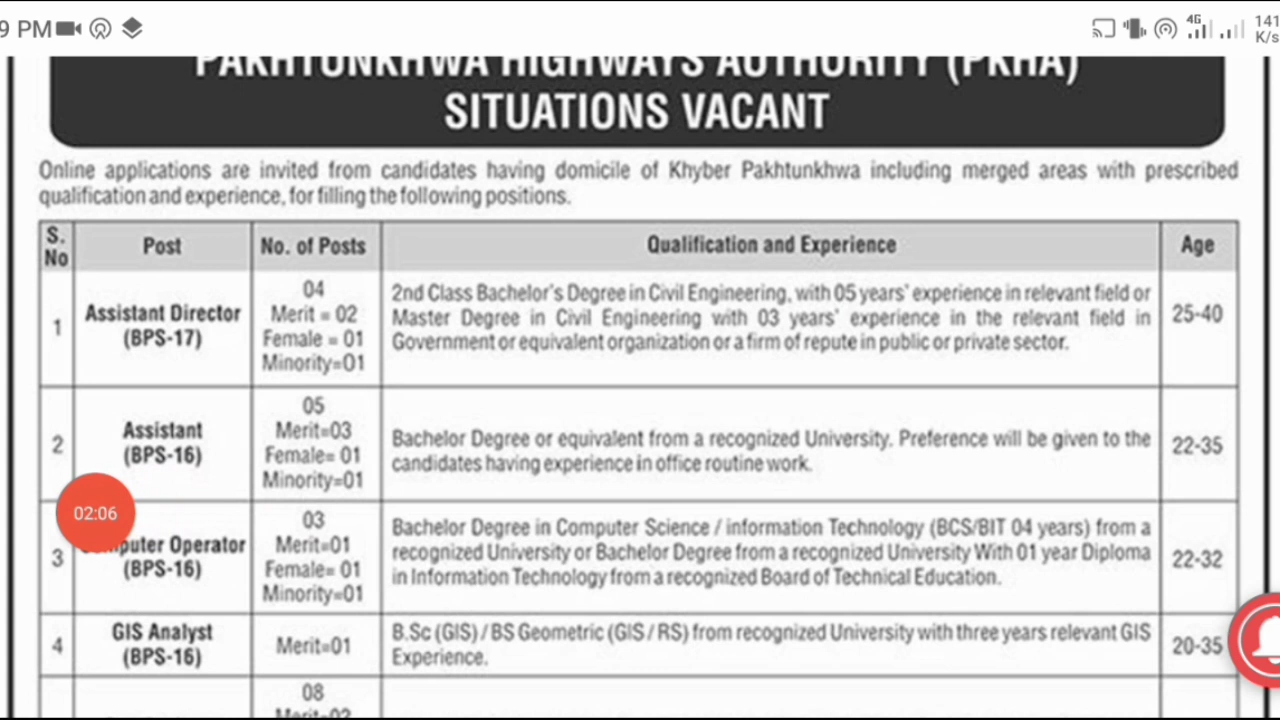 9 PM
4G
141
K/s
PAKHTUNKHWA HIGHWAYS AUTHORITY (PKHA)
SITUATIONS VACANT
Online applications are invited from candidates having domicile of Khyber Pakhtunkhwa including merged areas with prescribed
qualification and experience, for filling the following positions.
S.
No
Post
No. of Posts
Qualification and Experience
Age
1
Assistant Director
(BPS-17)
04
Merit = 02
Female = 01
Minority=01
2nd Class Bachelor's Degree in Civil Engineering, with 05 years' experience in relevant field or
Master Degree in Civil Engineering with 03 years' experience in the relevant field in
Government or equivalent organization or a firm of repute in public or private sector.
25-40
2
Assistant
(BPS-16)
05
Merit=03
Female= 01
Minority=01
Bachelor Degree or equivalent from a recognized University. Preference will be given to the
candidates having experience in office routine work.
22-35
02:06
3
puter Operator
(BPS-16)
03
Merit=01
Female= 01
Minority=01
Bachelor Degree in Computer Science / information Technology (BCS/BIT 04 years) from a
recognized University or Bachelor Degree from a recognized University With 01 year Diploma
in Information Technology from a recognized Board of Technical Education.
22-32
4
GIS Analyst
(BPS-16)
Merit=01
B.Sc (GIS) / BS Geometric (GIS / RS) from recognized University with three years relevant GIS
Experience.
20-35
08
Merit=02